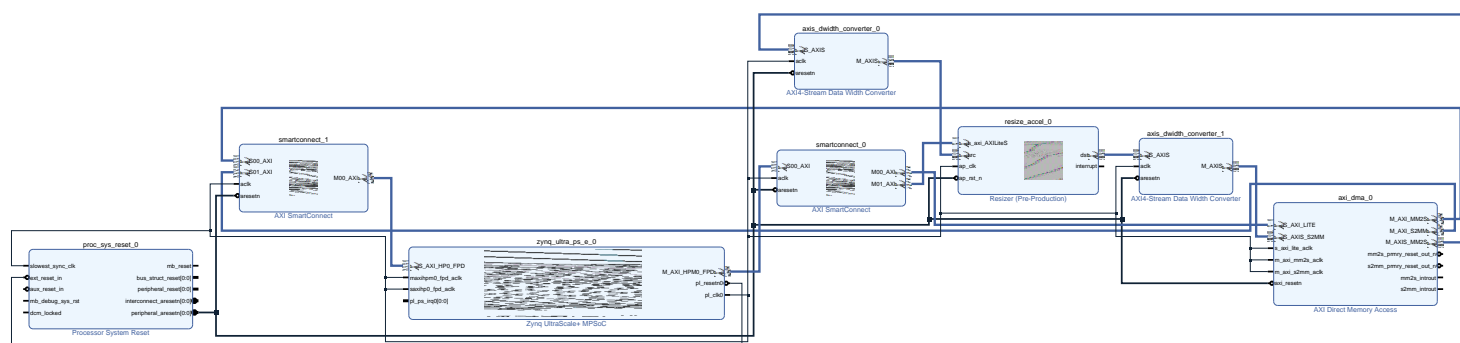 axis_dwidth_converter_0
S_AXIS
aclk
aresetn
M_AXIS
AXI4-Stream Data Width Converter
smartconnect_1
S00_AXI
S01_AXI
aclk
aresetn
M00_AXI
AXI SmartConnect
smartconnect_0
S00_AXI
aclk
aresetn
M00_AXI
M01_AXI
AXI SmartConnect
resize_accel_0
s_axi_AXILiteS
src
ap_clk
ap_rst_n
dst
interrupt
Resizer (Pre-Production)
axis_dwidth_converter_1
S_AXIS
aclk
aresetn
M_AXIS
AXI4-Stream Data Width Converter
axi_dma_0
S_AXI_LITE
S_AXIS_S2MM
s_axi_lite_aclk
m_axi_mm2s_aclk
m_axi_s2mm_aclk
axi_resetn
M_AXI_MM2S
M_AXI_S2MM
M_AXIS_MM2S
mm2s_prmry_reset_out_n
s2mm_prmry_reset_out_n
mm2s_introut
s2mm_introut
AXI Direct Memory Access
proc_sys_reset_0
slowest_sync_clk
ext_reset_in
aux_reset_in
mb_debug_sys_rst
dcm_locked
mb_reset
bus_struct_reset[0:0]
peripheral_reset[0:0]
interconnect_aresetn[0:0]
peripheral_aresetn[0:0]
Processor System Reset
zynq_ultra_ps_e_0
S_AXI_HP0_FPD
maxihpm0_fpd_aclk
saxihp0_fpd_aclk
pl_ps_irq0[0:0]
M_AXI_HPM0_FPD
pl_resetn0
pl_clk0
Zynq UltraScale+ MPSoC